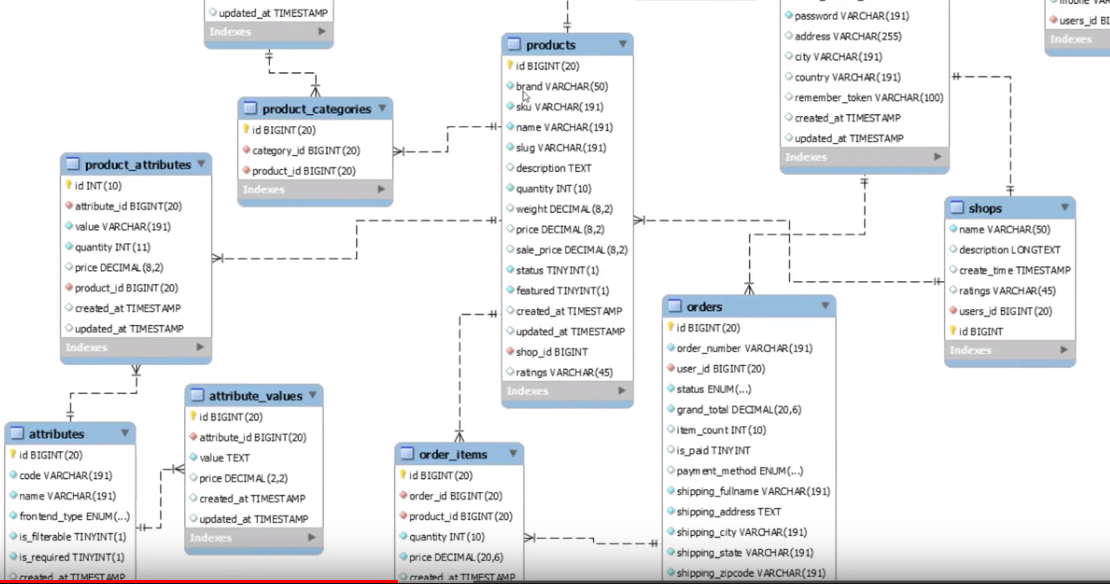 updated_at TIMESTAMP
Indexes
product_categories
id BIGINT(20)
category_id BIGINT(20)
product_id BIGINT(20)
Indexes
product_attributes
id INT(10)
attribute_id BIGINT(20)
value VARCHAR(191)
quantity INT(11)
price DECIMAL(8,2)
product_id BIGINT(20)
created_at TIMESTAMP
updated_at TIMESTAMP
Indexes
attributes
id BIGINT(20)
code VARCHAR(191)
name VARCHAR(191)
frontend_type ENUM(...)
is_filterable TINYINT(1)
is_required TINYINT(1)
created_at TIMESTAMP
attribute_values
id BIGINT(20)
attribute_id BIGINT(20)
value TEXT
price DECIMAL(2,2)
created_at TIMESTAMP
updated_at TIMESTAMP
Indexes
products
id BIGINT(20)
brand VARCHAR(50)
sku VARCHAR(191)
name VARCHAR(191)
slug VARCHAR(191)
description TEXT
quantity INT(10)
weight DECIMAL(8,2)
price DECIMAL(8,2)
sale_price DECIMAL(8,2)
status TINYINT(1)
featured TINYINT(1)
created_at TIMESTAMP
updated_at TIMESTAMP
shop_id BIGINT
ratings VARCHAR(45)
Indexes
order_items
id BIGINT(20)
order_id BIGINT(20)
product_id BIGINT(20)
quantity INT(10)
price DECIMAL(20,6)
created_at TIMESTAMP
password VARCHAR(191)
address VARCHAR(255)
city VARCHAR(191)
country VARCHAR(191)
remember_token VARCHAR(100)
created_at TIMESTAMP
updated_at TIMESTAMP
Indexes
orders
id BIGINT(20)
order_number VARCHAR(191)
user_id BIGINT(20)
status ENUM(...)
grand_total DECIMAL(20,6)
item_count INT(10)
is_paid TINYINT
payment_method ENUM(...)
shipping_fullname VARCHAR(191)
shipping_address TEXT
shipping_city VARCHAR(191)
shipping_state VARCHAR(191)
shipping_zipcode VARCHAR(191)
users_id BI
Indexes
shops
name VARCHAR(50)
description LONGTEXT
create_time TIMESTAMP
ratings VARCHAR(45)
users_id BIGINT(20)
id BIGINT
Indexes